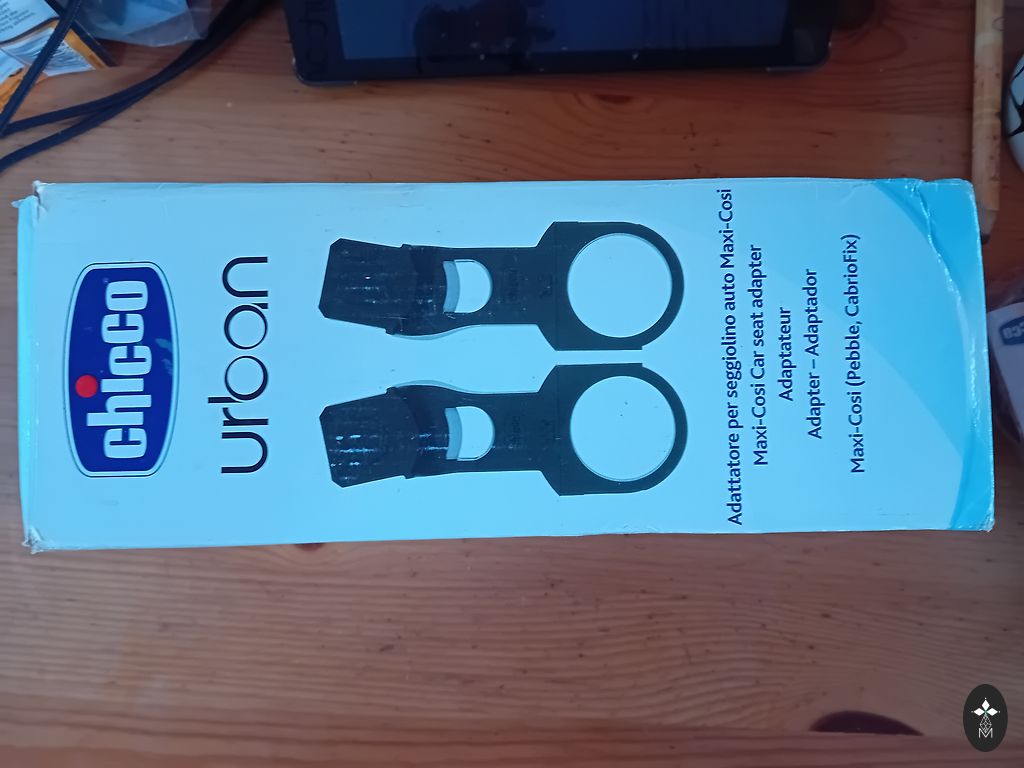 chicco
urban
Adattatore per seggiolino auto Maxi-Cosi
Maxi-Cosi Car seat adapter
Adaptateur
Adapter – Adaptador
Maxi-Cosi (Pebble, CabrioFix)